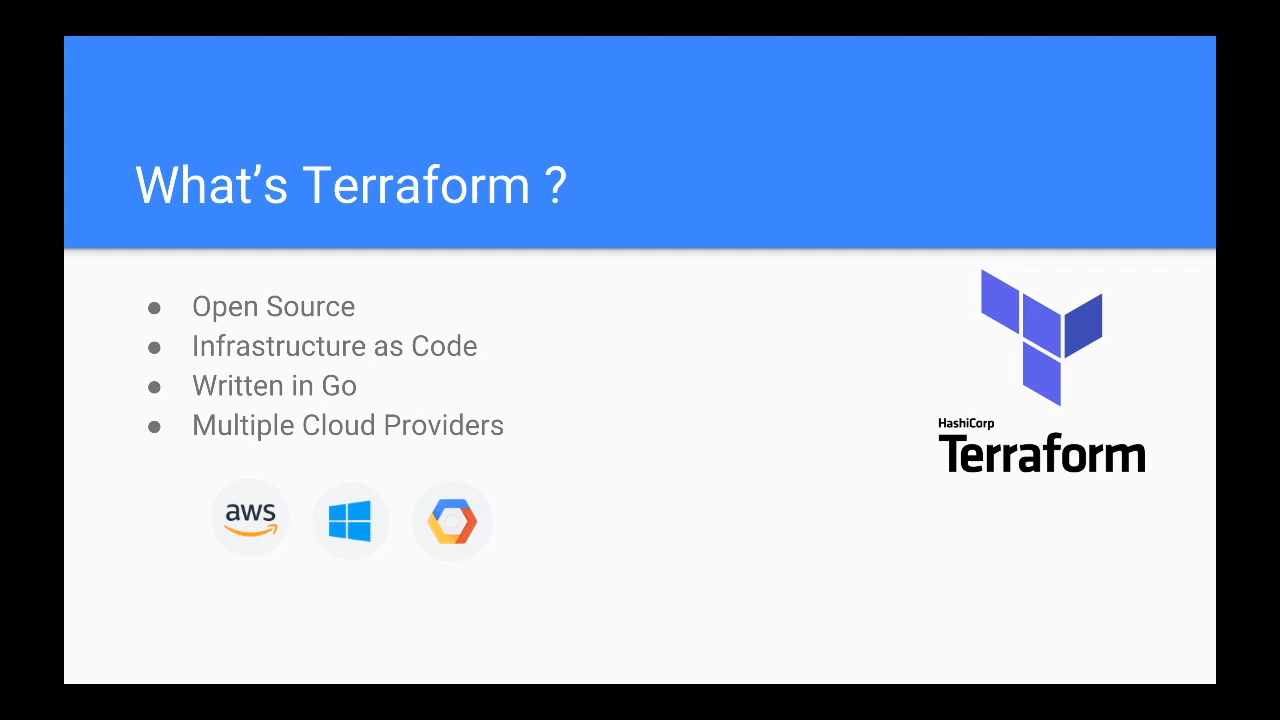 What’s Terraform ?
● Open Source
● Infrastructure as Code
● Written in Go
● Multiple Cloud Providers
aws
HashiCorp
Terraform